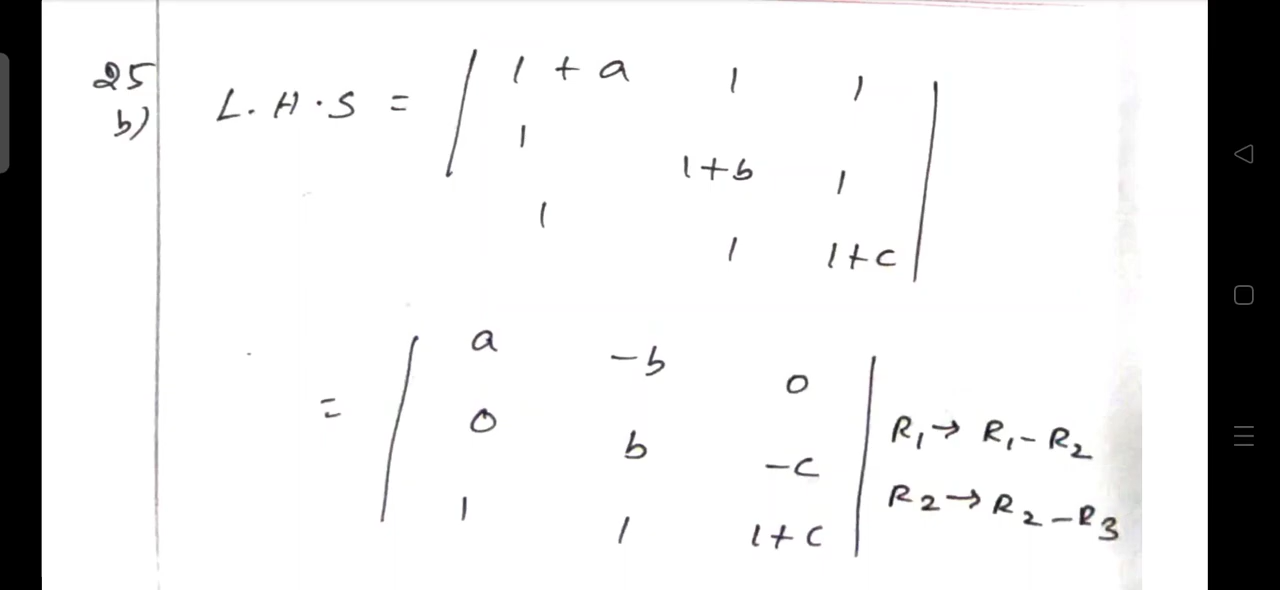 25
b) L.H.S = | 1 + a 1 1 |
| 1 1+b 1 |
| 1 1 1+c |
= | a -b 0 |
| 0 b -c | R₁→ R₁-R₂
| 1 1 1+c | R₂→R₂-R₃